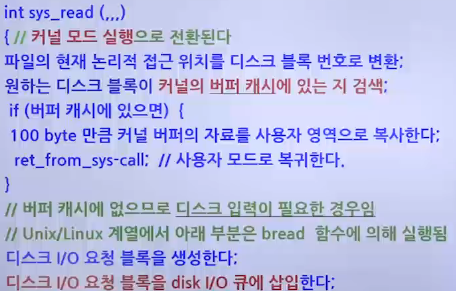 int sys_read (,,,)
{ // 커널 모드 실행으로 전환된다
파일의 현재 논리적 접근 위치를 디스크 블록 번호로 변환;
원하는 디스크 블록이 커널의 버퍼 캐시에 있는 지 검색;
if (버퍼 캐시에 있으면) {
100 byte 만큼 커널 버퍼의 자료를 사용자 영역으로 복사한다;
ret_from_sys-call; // 사용자 모드로 복귀한다.
}
// 버퍼 캐시에 없으므로 디스크 입력이 필요한 경우임
// Unix/Linux 계열에서 아래 부분은 bread 함수에 의해 실행됨
디스크 I/O 요청 블록을 생성한다;
디스크 I/O 요청 블록을 disk I/O 큐에 삽입한다;